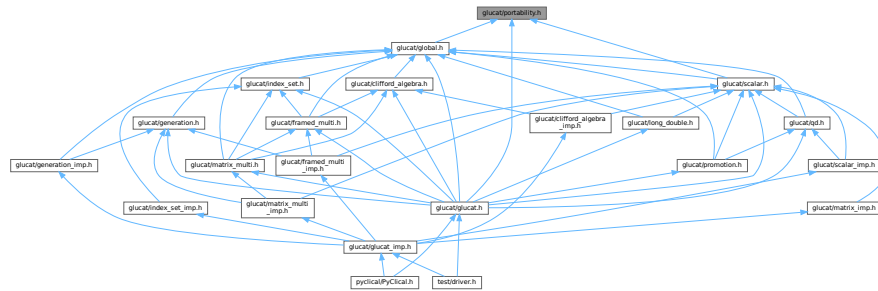 glucat/portability.h
glucat/global.h
glucat/index_set.h
glucat/clifford_algebra.h
glucat/scalar.h
glucat/generation.h
glucat/framed_multi.h
glucat/clifford_algebra
_imp.h
glucat/long_double.h
glucat/qd.h
glucat/generation_imp.h
glucat/matrix_multi.h
glucat/framed_multi
_imp.h
glucat/promotion.h
glucat/scalar_imp.h
glucat/index_set_imp.h
glucat/matrix_multi
_imp.h
glucat/glucat.h
glucat/matrix_imp.h
glucat/glucat_imp.h
pyclical/PyClical.h
test/driver.h